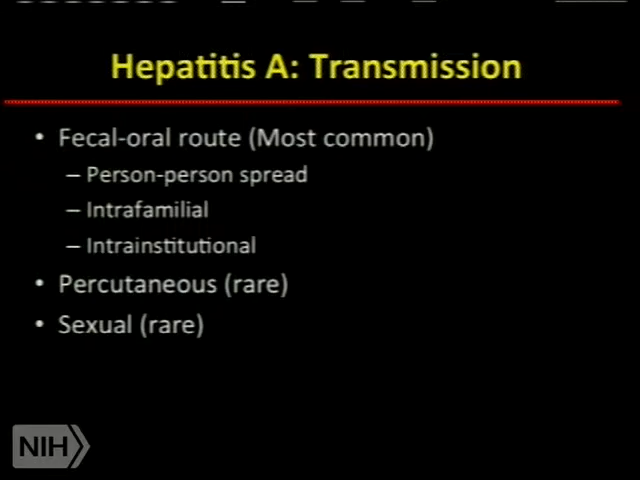 Hepatitis A: Transmission
• Fecal-oral route (Most common)
– Person-person spread
– Intrafamilial
– Intrainstitutional
• Percutaneous (rare)
• Sexual (rare)
NIH